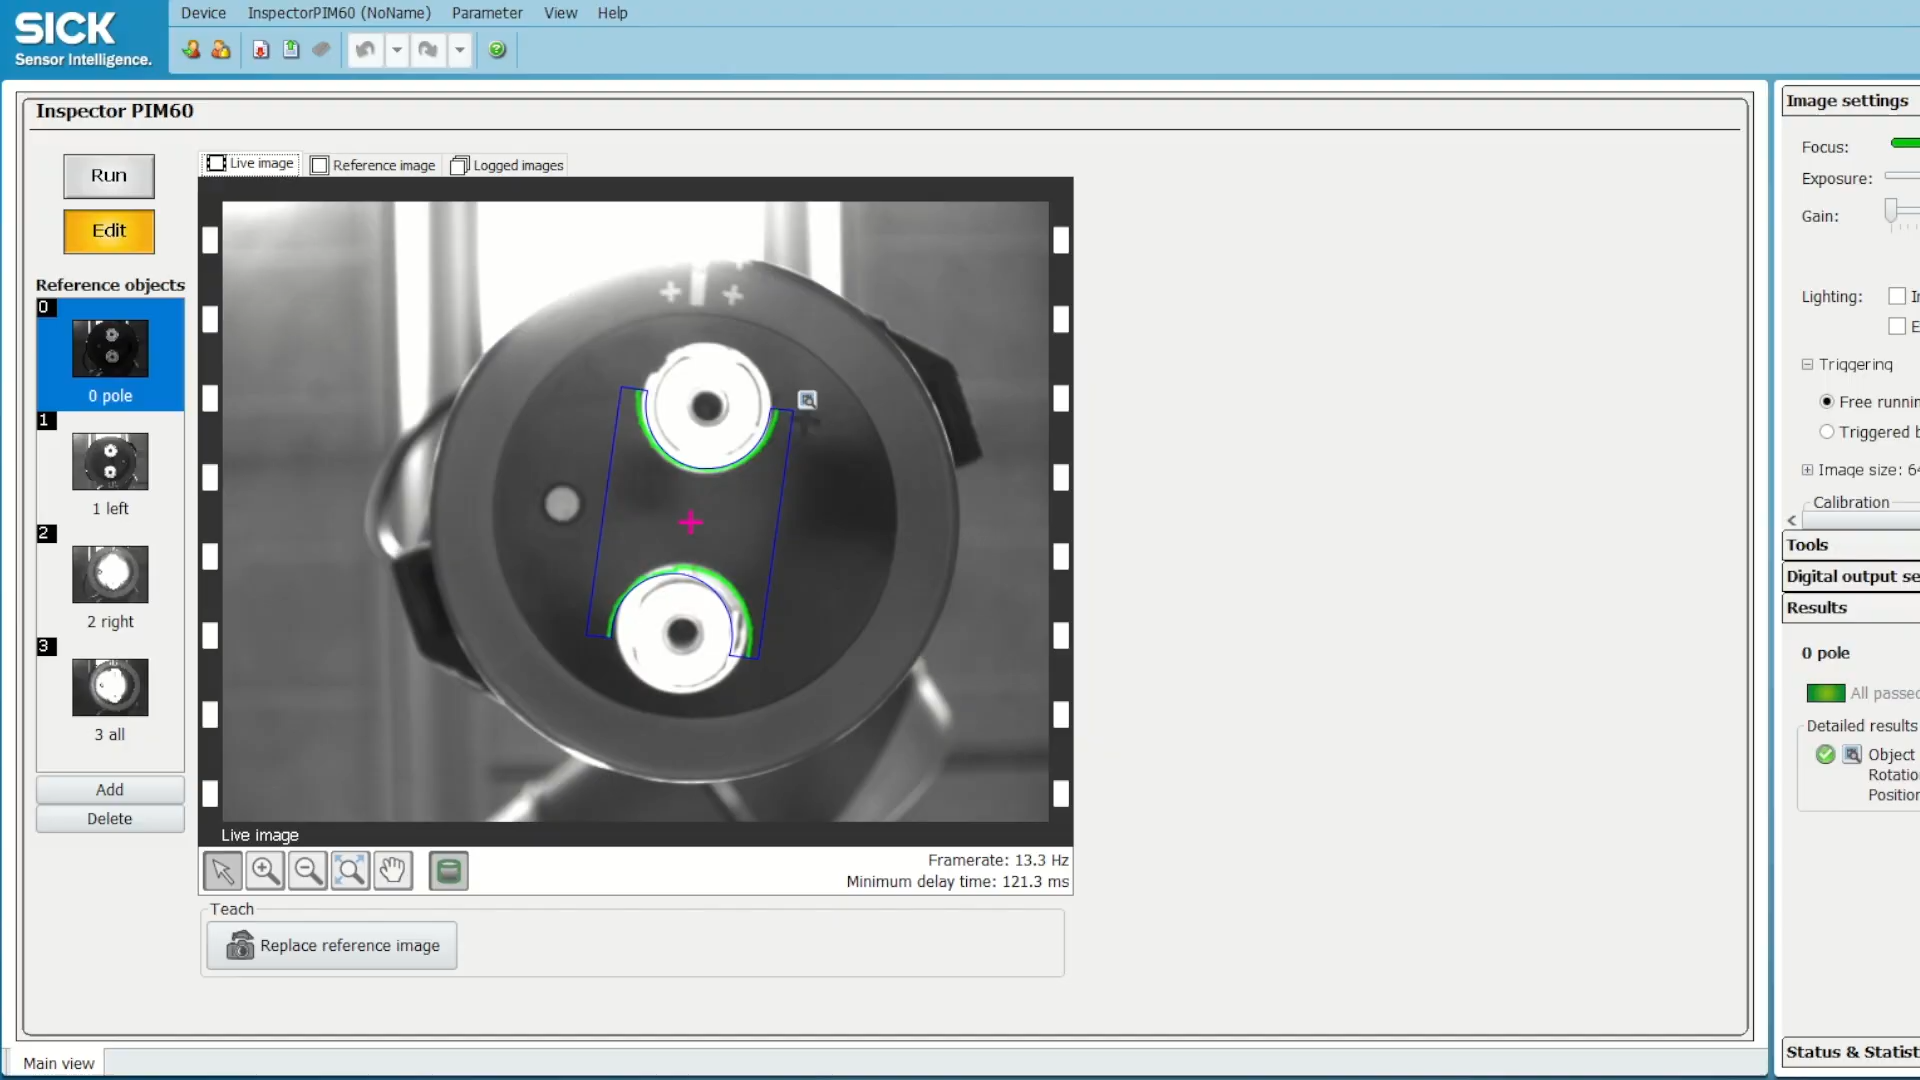 SICK
Sensor Intelligence.
Device InspectorPIM60 (NoName) Parameter View Help
Inspector PIM60
Run
Edit
Reference objects
0
0 pole
1
1 left
2
2 right
3
3 all
Add
Delete
Live image Reference image Logged images
Live image
Framerate: 13.3 Hz
Minimum delay time: 121.3 ms
Teach
Replace reference image
Main view
Image settings
Focus:
Exposure:
Gain:
Lighting:
Triggering
Free runnin
Triggered b
Image size: 64
Calibration
Tools
Digital output se
Results
0 pole
All passed
Detailed results
Object
Rotatio
Position
Status & Statist